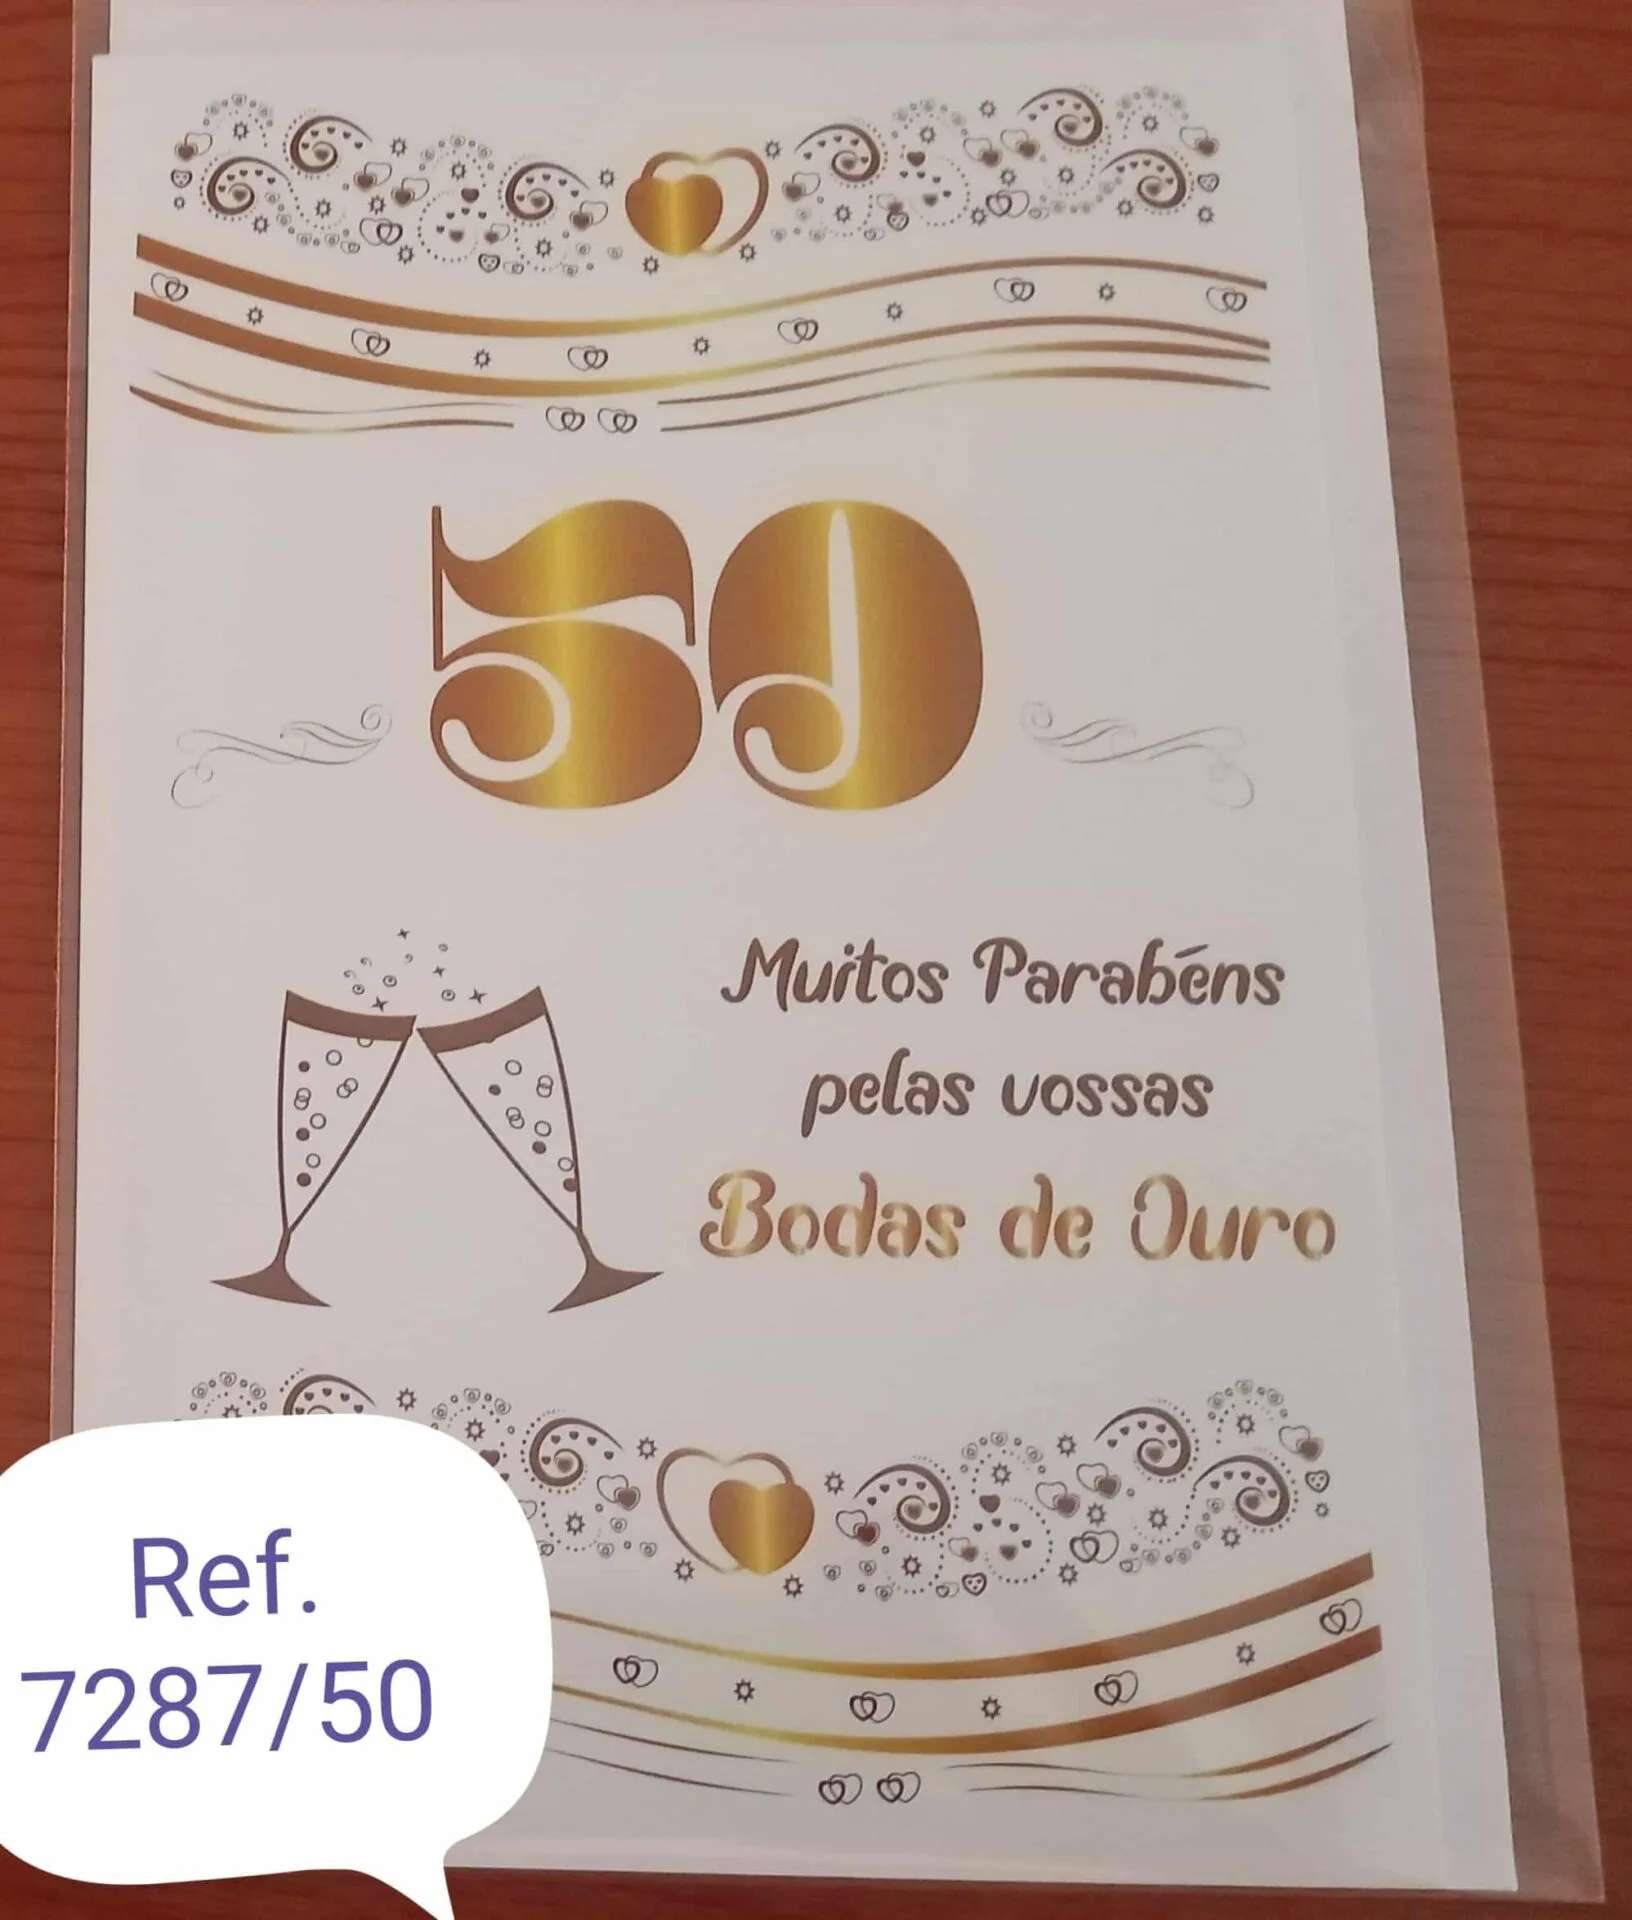 50
Muitos Parabéns
pelas vossas
Bodas de Ouro
Ref.
7287/50